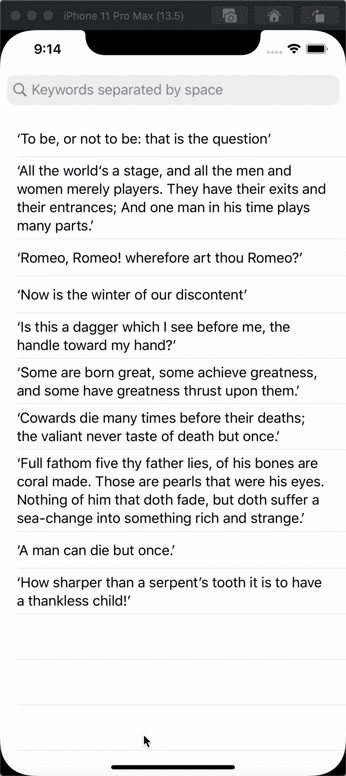 iPhone 11 Pro Max (13.5)
9:14
Keywords separated by space
‘To be, or not to be: that is the question’
‘All the world‘s a stage, and all the men and
women merely players. They have their exits and
their entrances; And one man in his time plays
many parts.’
‘Romeo, Romeo! wherefore art thou Romeo?’
‘Now is the winter of our discontent’
‘Is this a dagger which I see before me, the
handle toward my hand?’
‘Some are born great, some achieve greatness,
and some have greatness thrust upon them.’
‘Cowards die many times before their deaths;
the valiant never taste of death but once.’
‘Full fathom five thy father lies, of his bones are
coral made. Those are pearls that were his eyes.
Nothing of him that doth fade, but doth suffer a
sea-change into something rich and strange.’
‘A man can die but once.’
‘How sharper than a serpent’s tooth it is to have
a thankless child!’